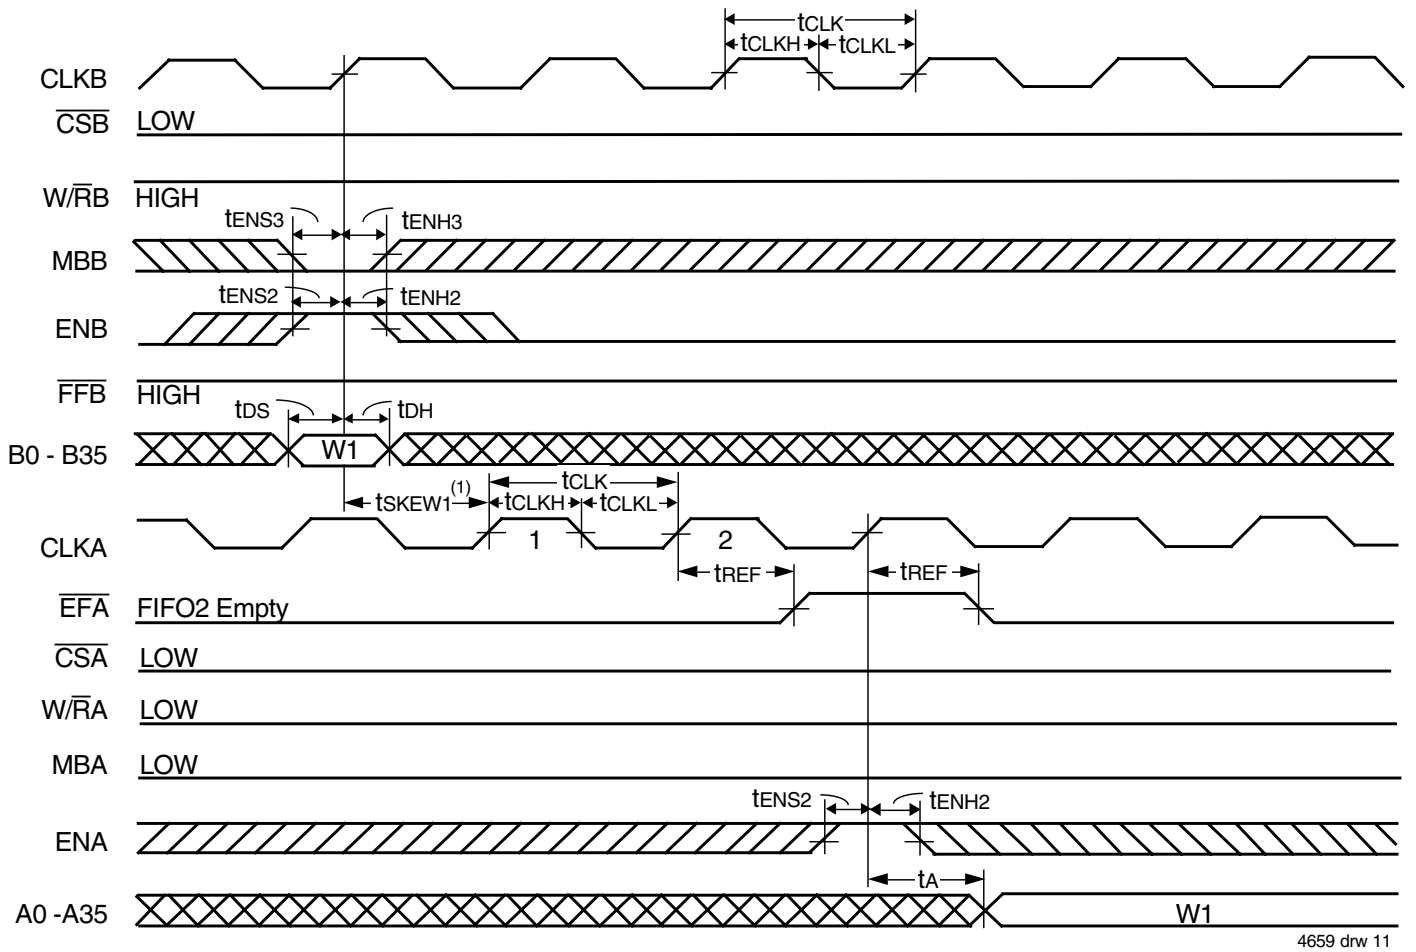 tCLK
tCLKH
tCLKL
CLKB
CSB LOW
W/RB HIGH
tENS3
tENH3
MBB
tENS2
tENH2
ENB
FFB HIGH
tDS
tDH
B0 - B35
W1
tCLK
tSKEW1(1)
tCLKH
tCLKL
CLKA
1
2
tREF
tREF
EFA FIFO2 Empty
CSA LOW
W/RA LOW
MBA LOW
tENS2
tENH2
ENA
tA
A0 -A35
W1
4659 drw 11